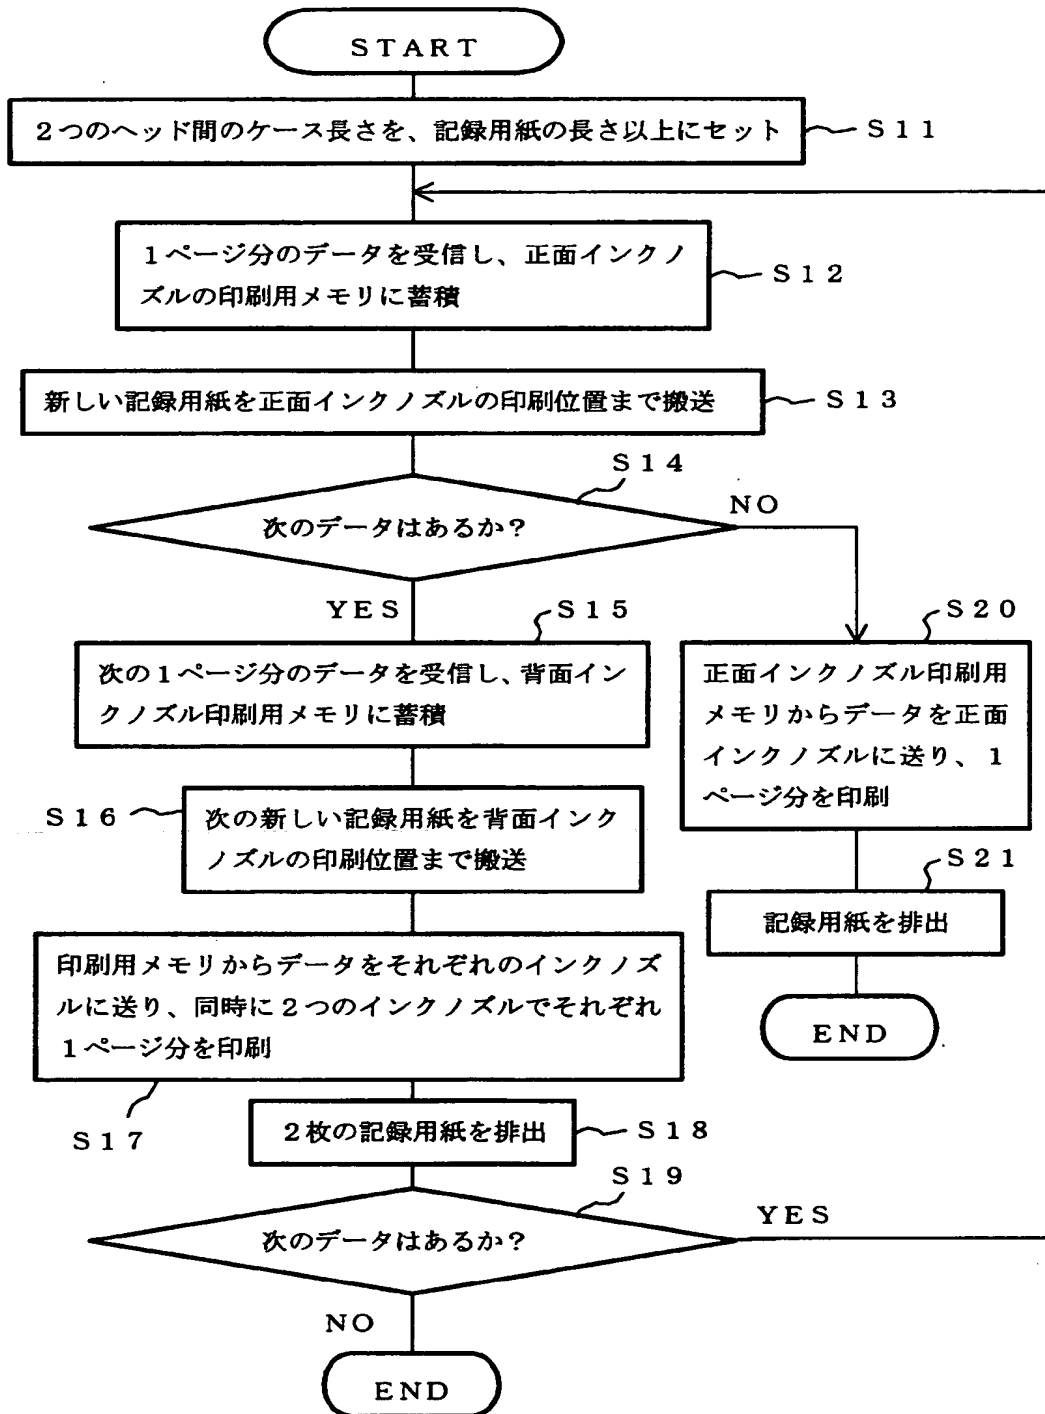 START
2つのヘッド間のケース長さを、記録用紙の長さ以上にセット
S11
1ページ分のデータを受信し、正面インクノ
ズルの印刷用メモリに蓄積
S12
新しい記録用紙を正面インクノズルの印刷位置まで搬送
S13
S14
次のデータはあるか?
NO
YES
S15
次の1ページ分のデータを受信し、背面イン
クノズル印刷用メモリに蓄積
S20
正面インクノズル印刷用
メモリからデータを正面
インクノズルに送り、1
ページ分を印刷
S16
次の新しい記録用紙を背面インク
ノズルの印刷位置まで搬送
S21
記録用紙を排出
END
印刷用メモリからデータをそれぞれのインクノズ
ルに送り、同時に2つのインクノズルでそれぞれ
1ページ分を印刷
S17
2枚の記録用紙を排出
S18
S19
次のデータはあるか?
YES
NO
END